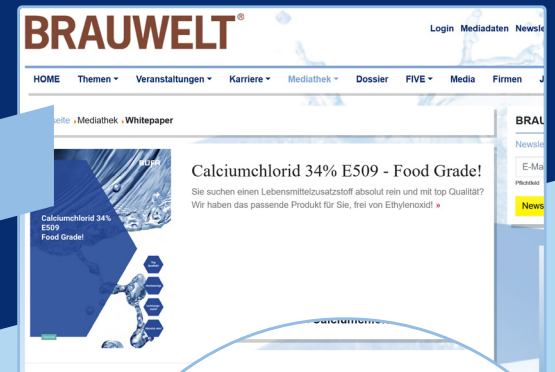 BRAUWELT®
Login Mediadaten Newsle
HOME Themen Veranstaltungen Karriere Mediathek Dossier FIVE Media Firmen J
seite › Mediathek › Whitepaper
BRAU
Newsle
E-Ma
Pflichtfeld
News
BÜFA
Calciumchlorid 34% E509 - Food Grade!
Sie suchen einen Lebensmittelzusatzstoff absolut rein und mit top Qualität?
Wir haben das passende Produkt für Sie, frei von Ethylenoxid! »
Calciumchlorid 34%
E509
Food Grade!